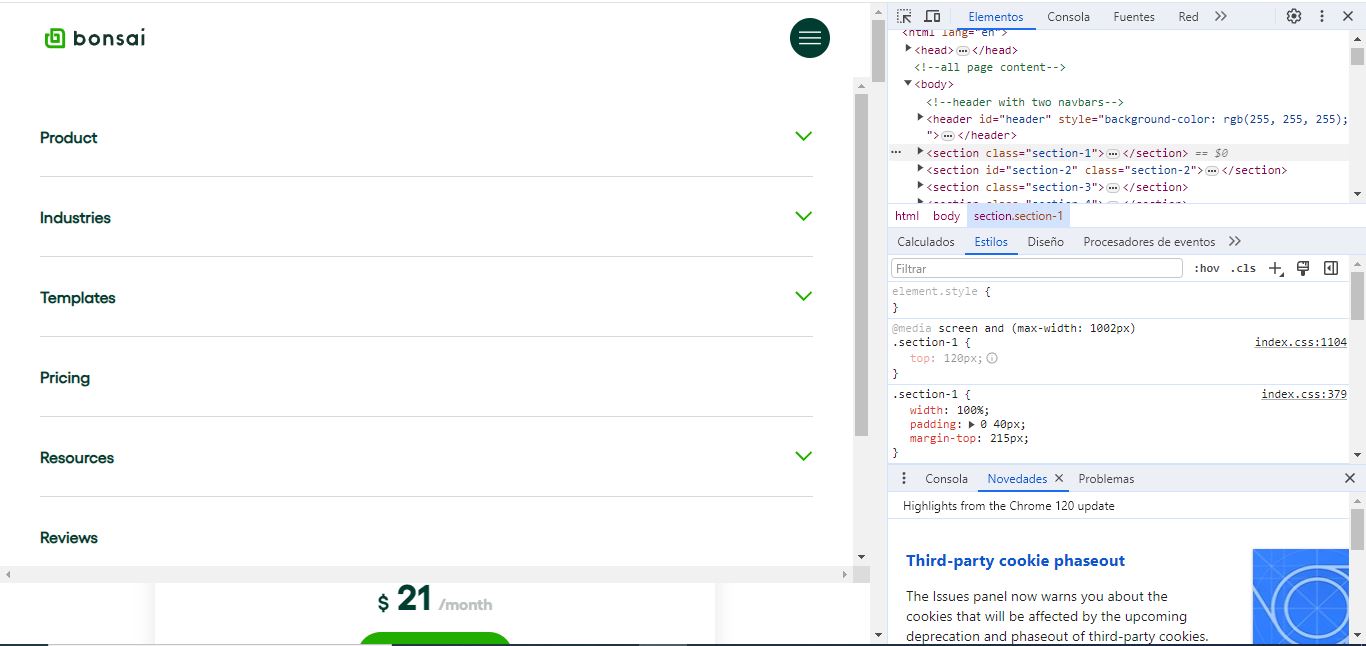 bonsai
Product
Industries
Templates
Pricing
Resources
Reviews
$ 21 /month
Elementos Consola Fuentes Red
<html lang="en">
<head> ⋯ </head>
<!--all page content-->
<body>
<!--header with two navbars-->
<header id="header" style="background-color: rgb(255, 255, 255);
"> ⋯ </header>
<section class="section-1"> ⋯ </section> == $0
<section id="section-2" class="section-2"> ⋯ </section>
<section class="section-3"> ⋯ </section>
<section class="section-4"> ⋯ </section>
html body section.section-1
Calculados Estilos Diseño Procesadores de eventos
Filtrar :hov .cls
element.style {
}
@media screen and (max-width: 1002px)
.section-1 { index.css:1104
top: 120px;
}
.section-1 { index.css:379
width: 100%;
padding: 0 40px;
margin-top: 215px;
}
Consola Novedades Problemas
Highlights from the Chrome 120 update
Third-party cookie phaseout
The Issues panel now warns you about the
cookies that will be affected by the upcoming
deprecation and phaseout of third-party cookies.